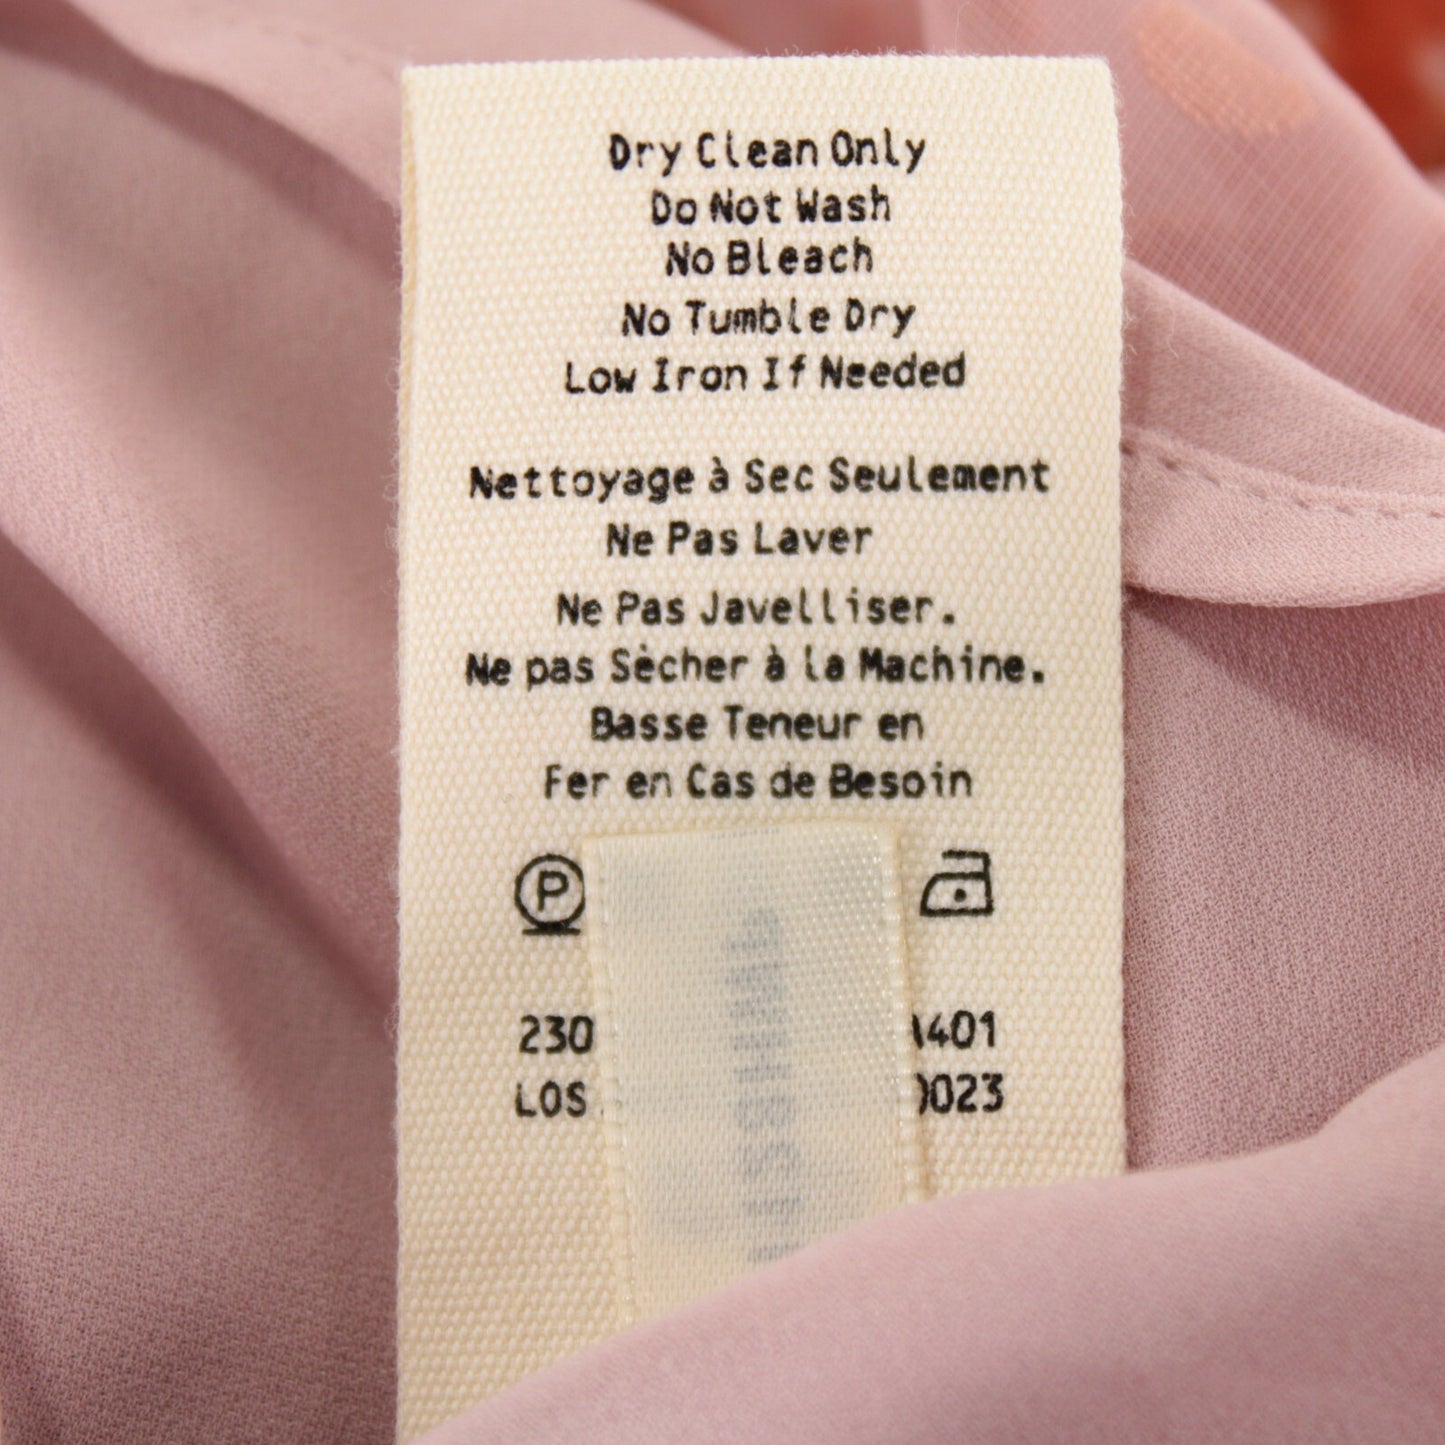 Dry Clean Only
Do Not Wash
No Bleach
No Tumble Dry
Low Iron If Needed
Nettoyage à Sec Seulement
Ne Pas Laver
Ne Pas Javelliser.
Ne pas Sècher à la Machine.
Basse Teneur en
Fer en Cas de Besoin
P
230
LOS